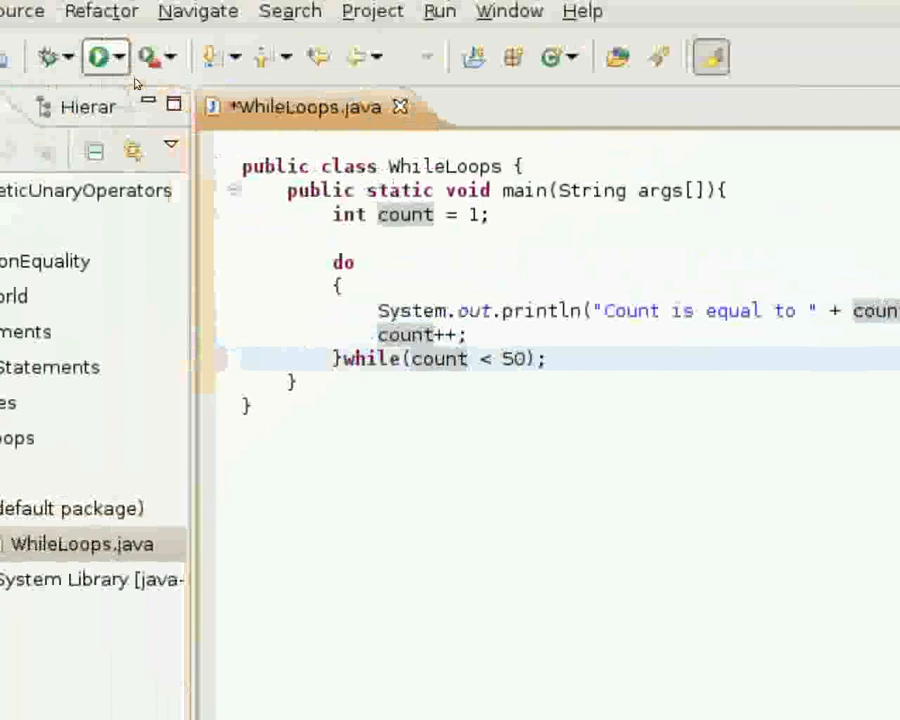 ource Refactor Navigate Search Project Run Window Help
Hierar
*WhileLoops.java
eticUnaryOperators
onEquality
orld
ments
Statements
es
oops
default package)
WhileLoops.java
System Library [java-
public class WhileLoops {
public static void main(String args[]){
int count = 1;
do
{
System.out.println("Count is equal to " + coun
count++;
}while(count < 50);
}
}